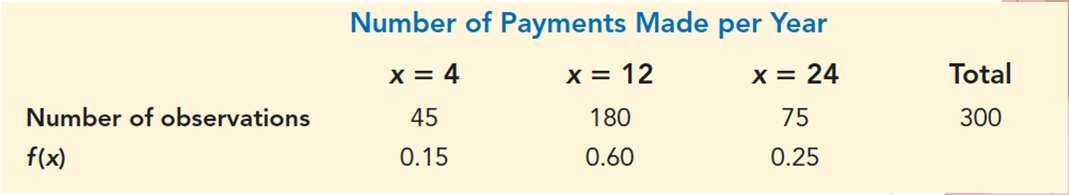 Number of Payments Made per Year
x = 4 x = 12 x = 24 Total
Number of observations 45 180 75 300
f(x) 0.15 0.60 0.25